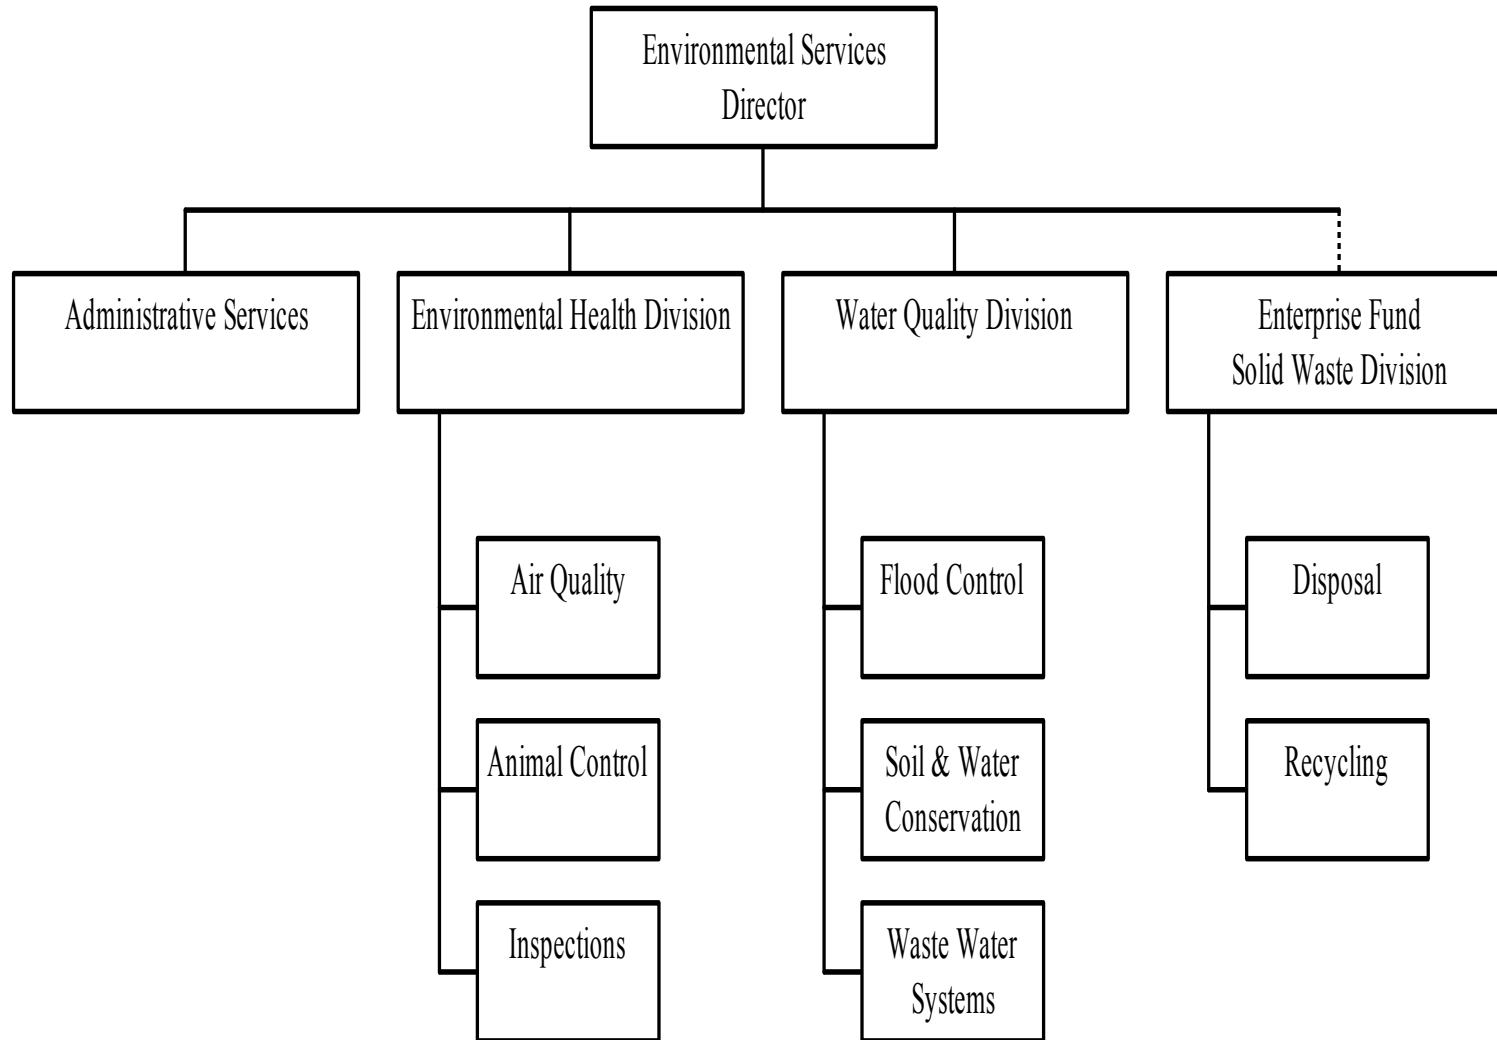 Environmental Services
Director
Administrative Services
Environmental Health Division
Water Quality Division
Enterprise Fund
Solid Waste Division
Air Quality
Animal Control
Inspections
Flood Control
Soil & Water
Conservation
Waste Water
Systems
Disposal
Recycling